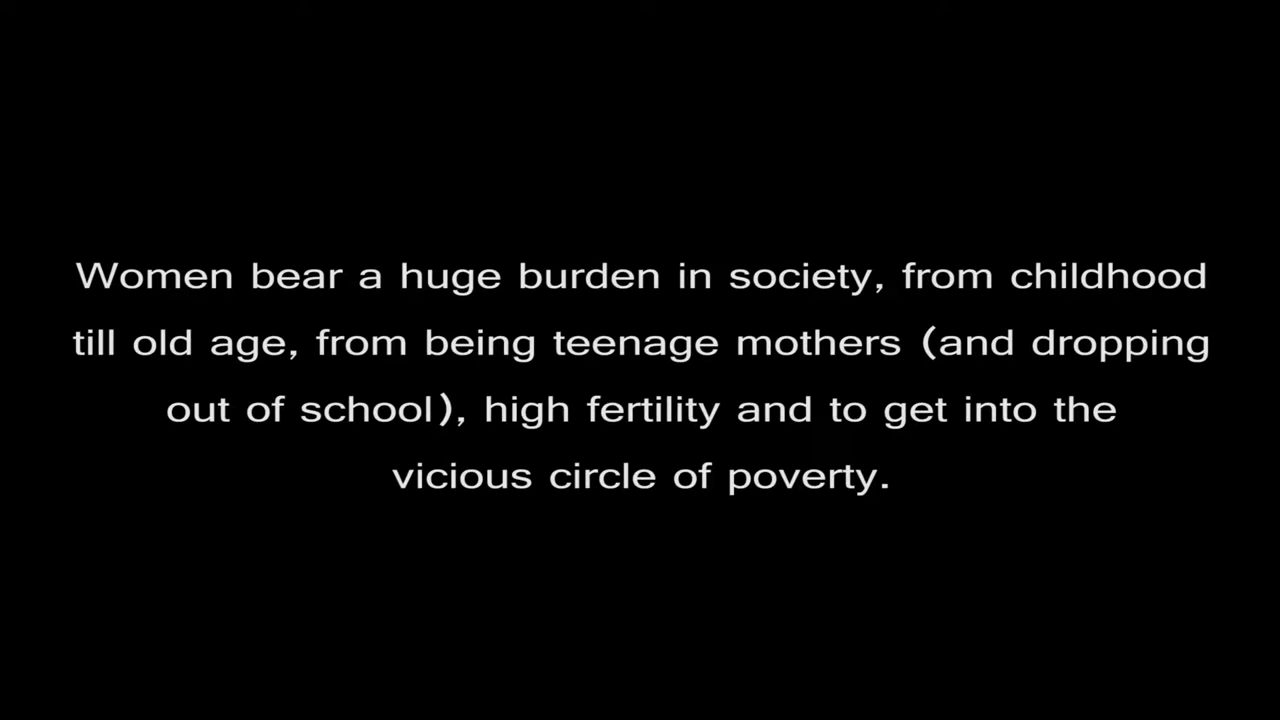 Women bear a huge burden in society, from childhood
till old age, from being teenage mothers (and dropping
out of school), high fertility and to get into the
vicious circle of poverty.